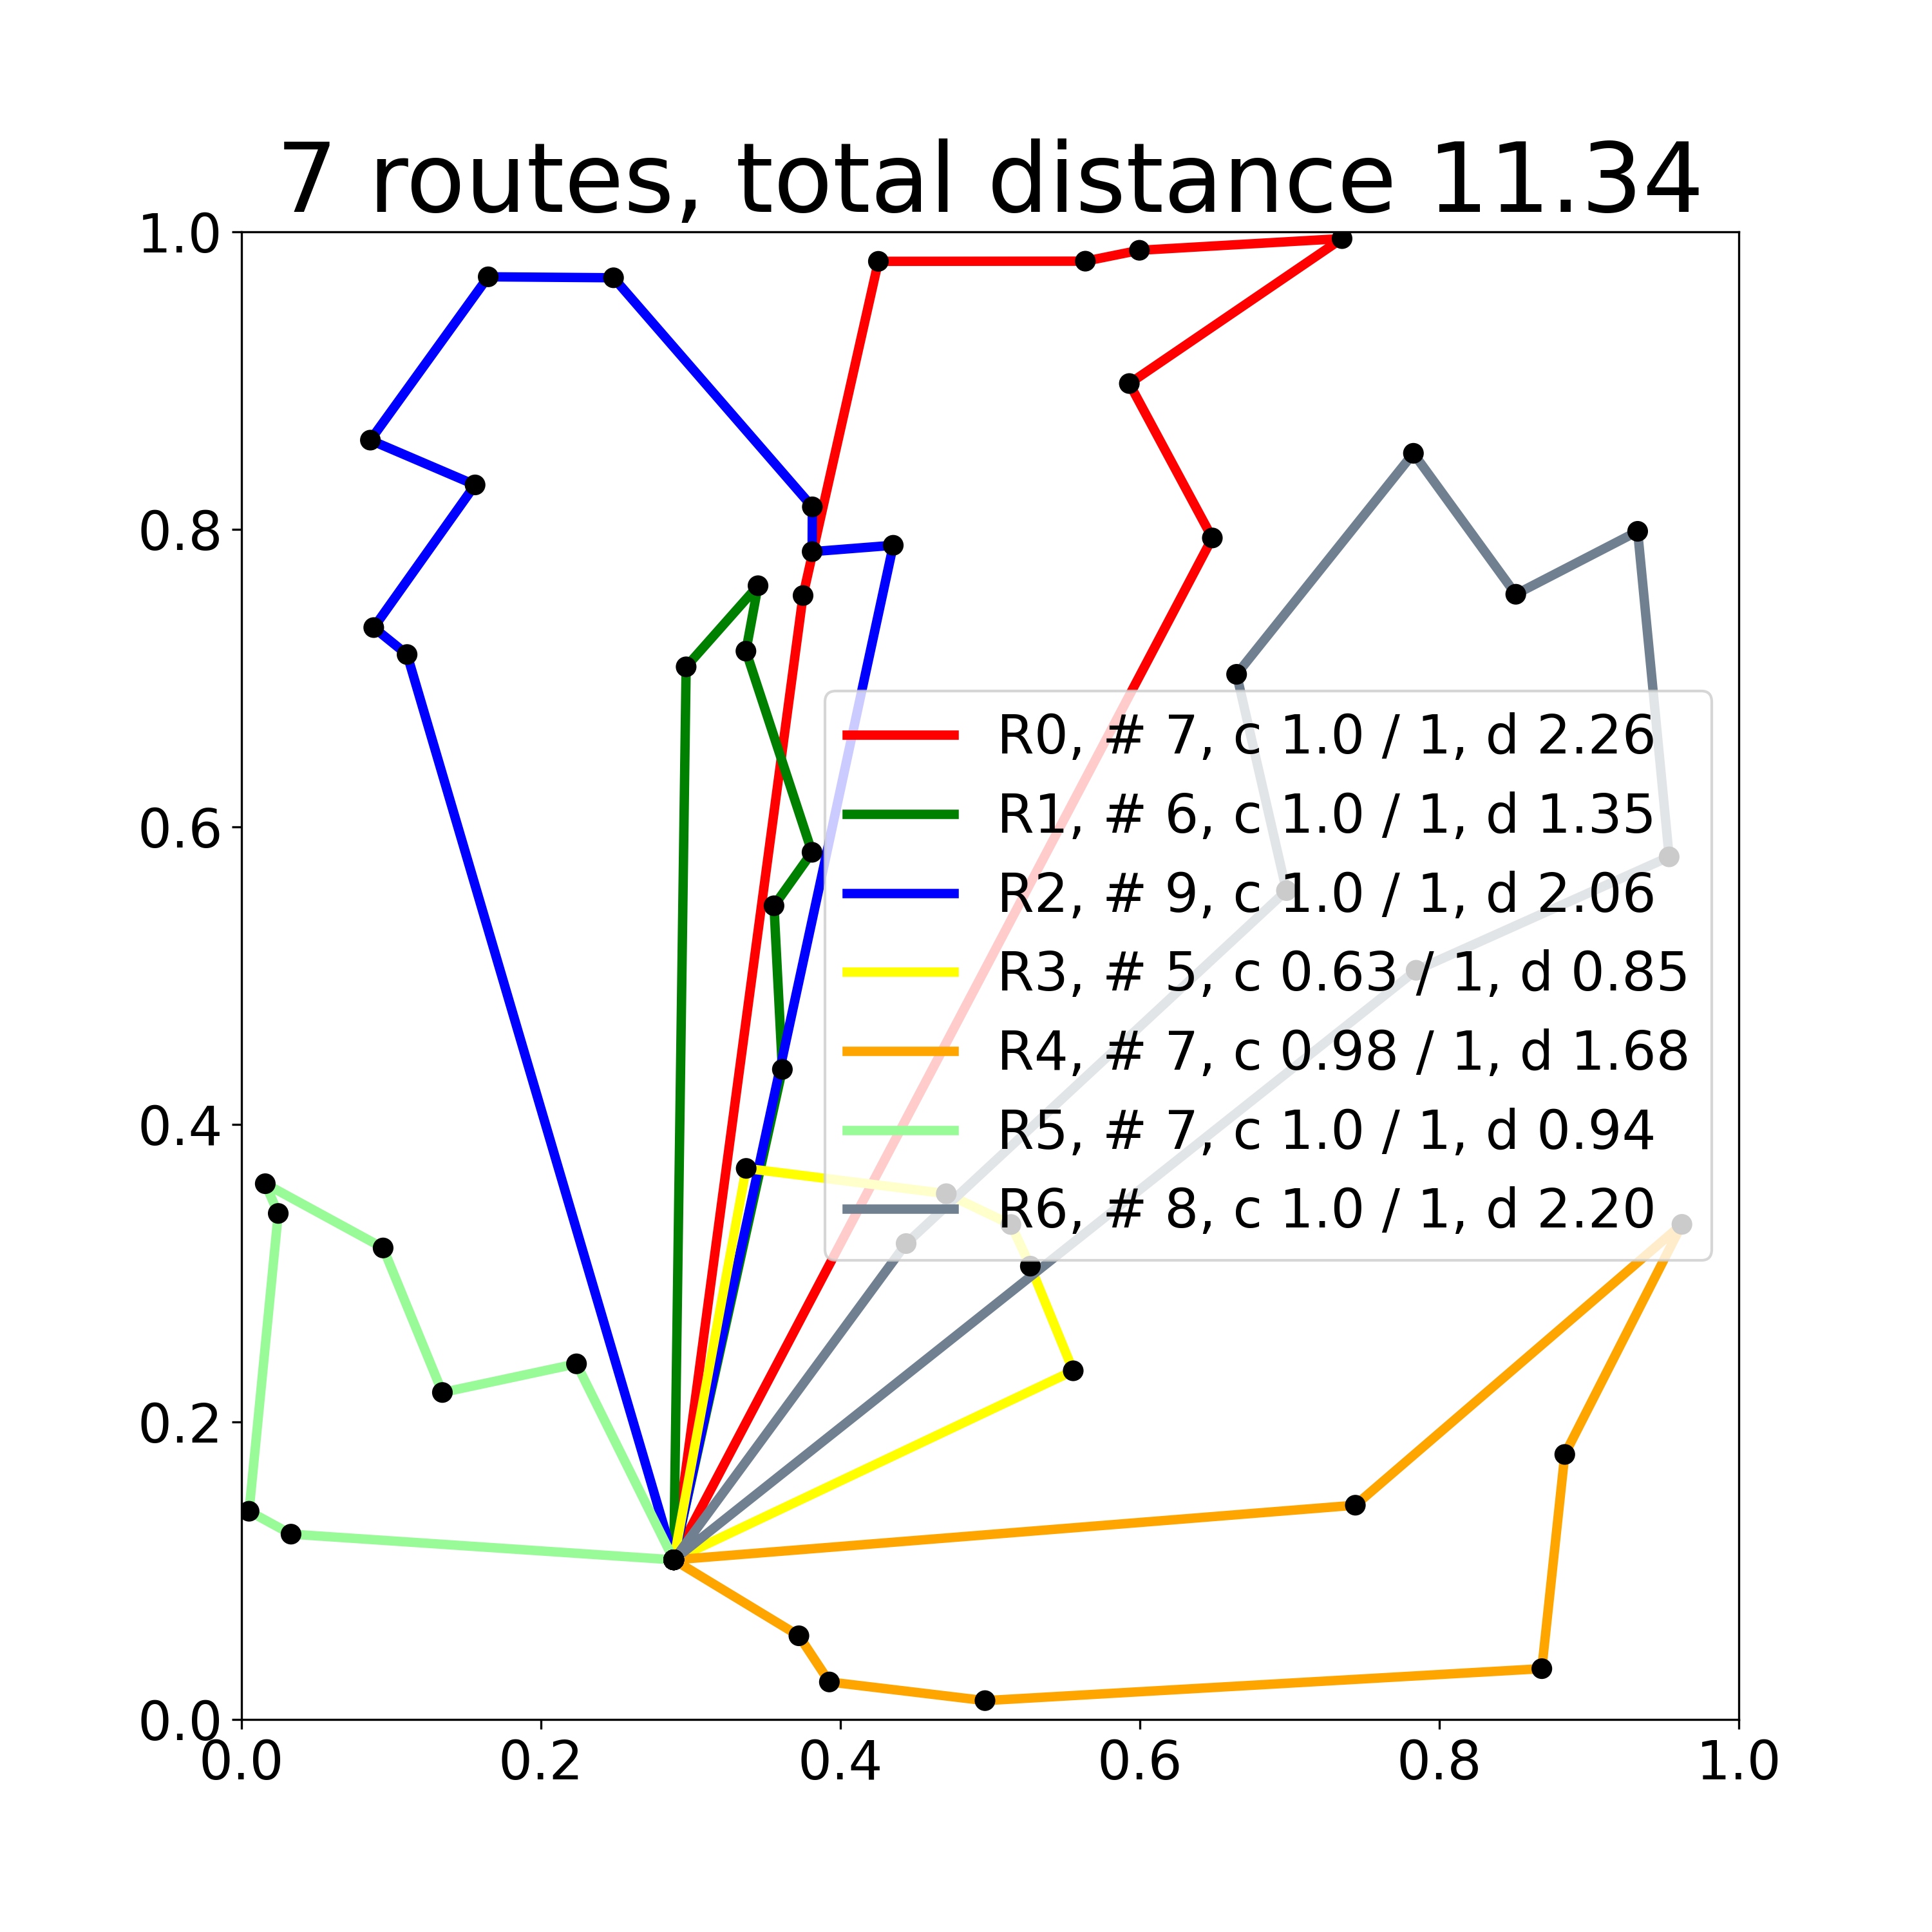 7 routes, total distance 11.34
1.0
0.8
0.6
0.4
0.2
0.0
R0, # 7, c 1.0 / 1, d 2.26
R1, # 6, c 1.0 / 1, d 1.35
R2, # 9, c 1.0 / 1, d 2.06
R3, # 5, c 0.63 / 1, d 0.85
R4, # 7, c 0.98 / 1, d 1.68
R5, # 7, c 1.0 / 1, d 0.94
R6, # 8, c 1.0 / 1, d 2.20
0.0 0.2 0.4 0.6 0.8 1.0